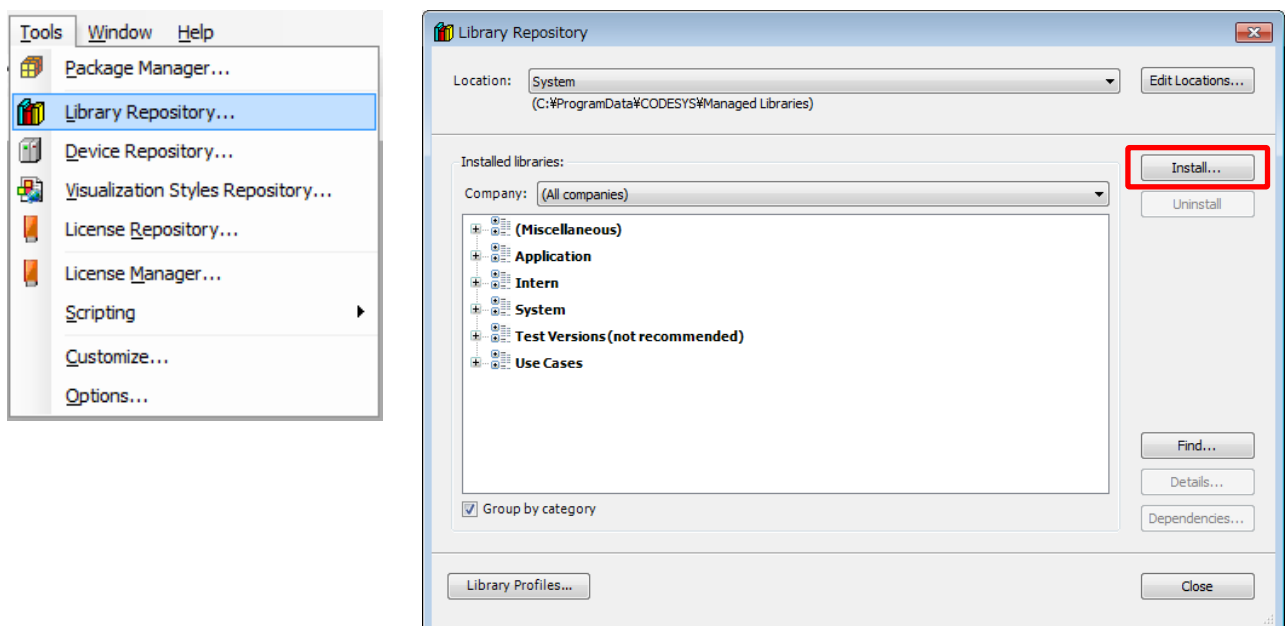 Tools Window Help
Package Manager...
Library Repository...
Device Repository...
Visualization Styles Repository...
License Repository...
License Manager...
Scripting
Customize...
Options...
Library Repository
Location: System Edit Locations...
(C:¥ProgramData¥CODESYS¥Managed Libraries)
Installed libraries:
Install...
Company: (All companies)
Uninstall
(Miscellaneous)
Application
Intern
System
Test Versions(not recommended)
Use Cases
Find...
Details...
Group by category
Dependencies...
Library Profiles... Close